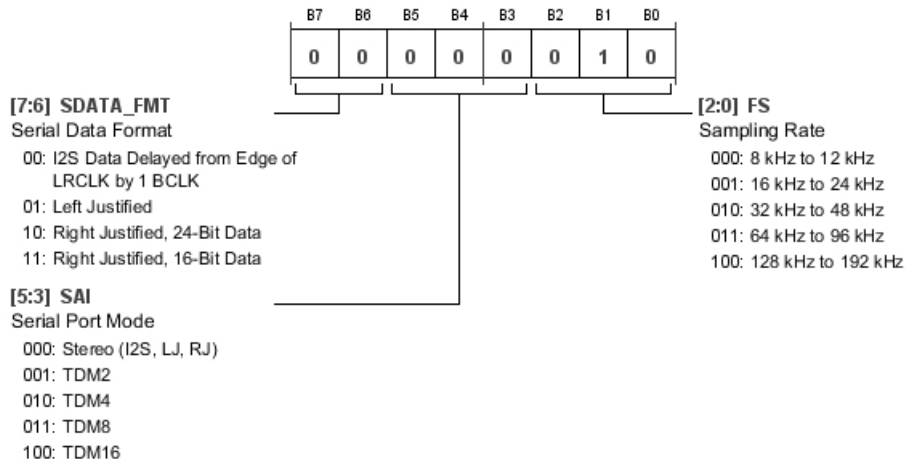 B7 B6 B5 B4 B3 B2 B1 B0
0 0 0 0 0 0 1 0
[7:6] SDATA_FMT
Serial Data Format
00: I2S Data Delayed from Edge of
LRCLK by 1 BCLK
01: Left Justified
10: Right Justified, 24-Bit Data
11: Right Justified, 16-Bit Data
[5:3] SAI
Serial Port Mode
000: Stereo (I2S, LJ, RJ)
001: TDM2
010: TDM4
011: TDM8
100: TDM16
[2:0] FS
Sampling Rate
000: 8 kHz to 12 kHz
001: 16 kHz to 24 kHz
010: 32 kHz to 48 kHz
011: 64 kHz to 96 kHz
100: 128 kHz to 192 kHz